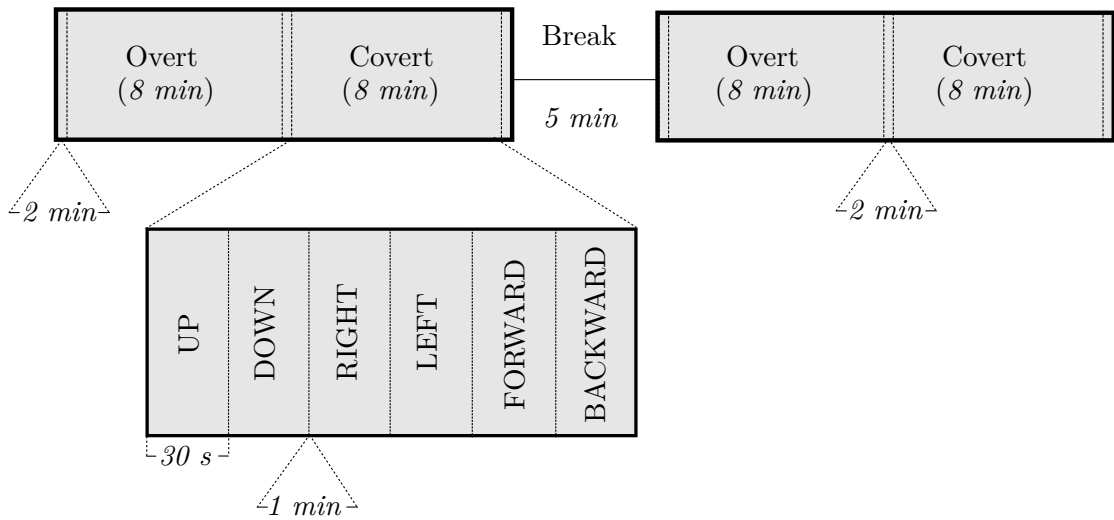 Overt
(8 min)
Covert
(8 min)
Break
5 min
Overt
(8 min)
Covert
(8 min)
2 min
2 min
UP
DOWN
RIGHT
LEFT
FORWARD
BACKWARD
30 s
1 min